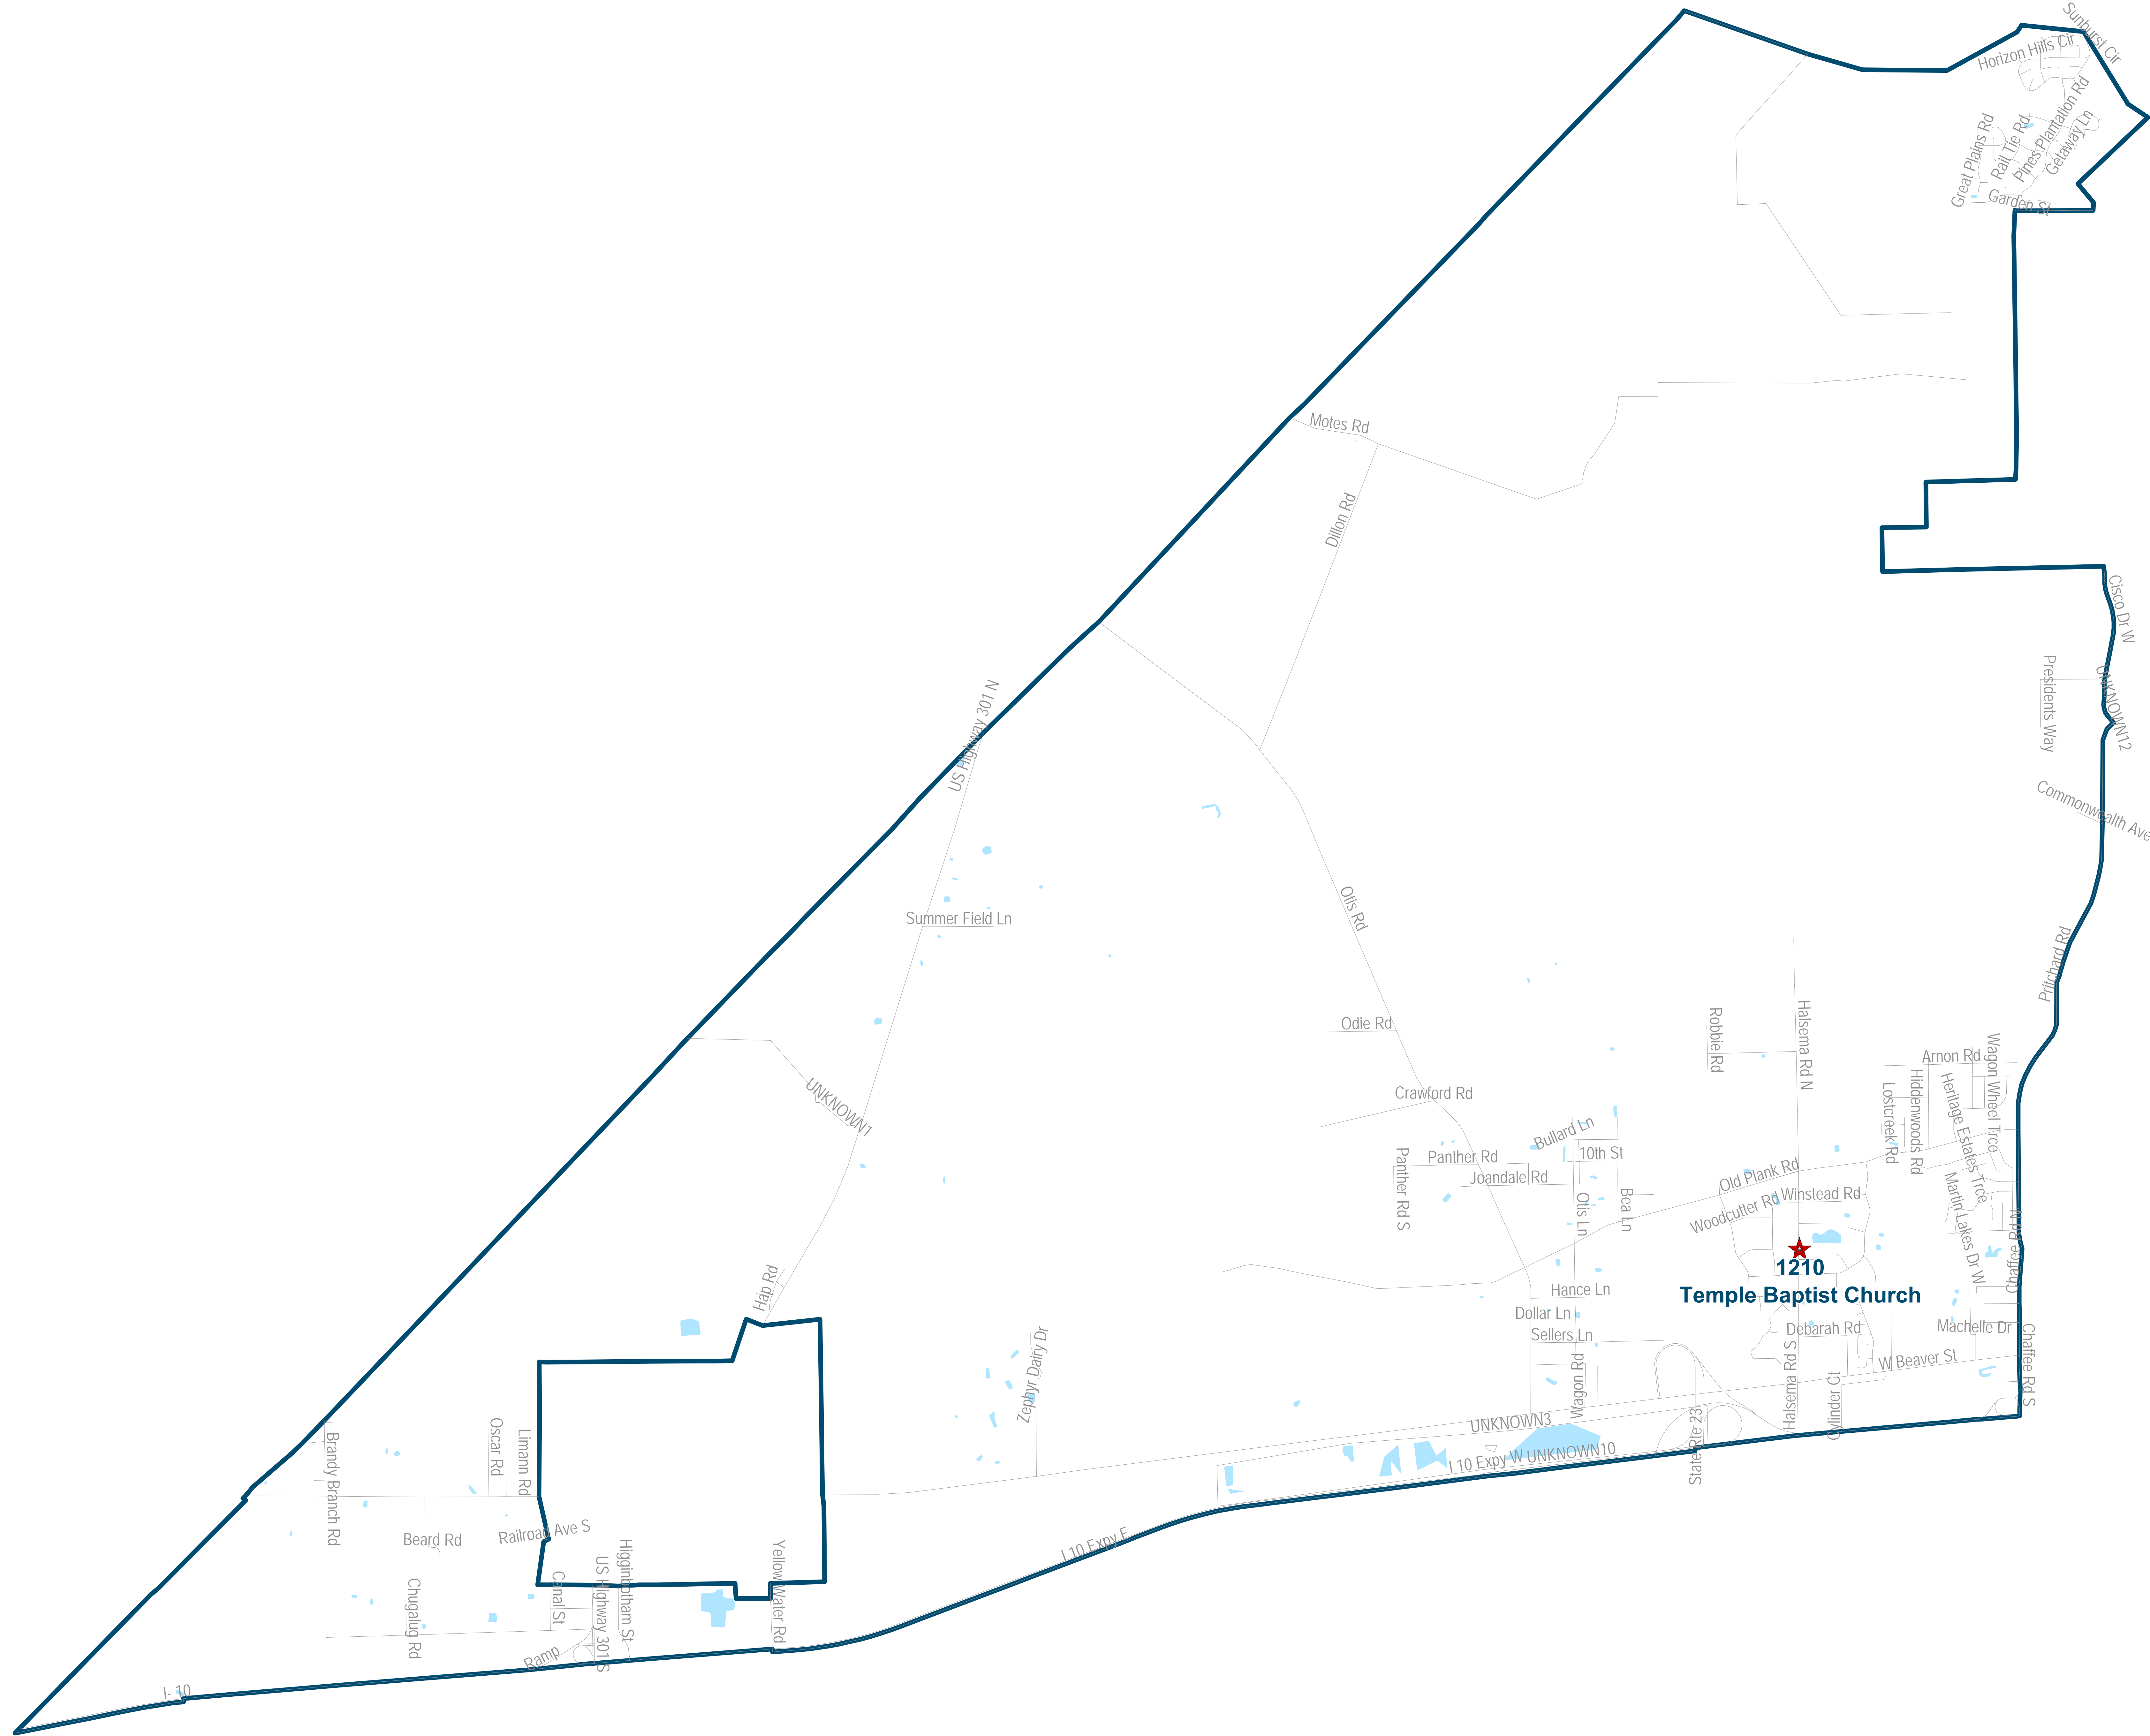 Sunburst Cir
Horizon Hills Cir
Great Plains Rd
Rail Tie Rd
Pines Plantation Rd
Getaway Ln
Garden St
Motes Rd
Dillon Rd
Cisco Dr W
Presidents Way
UNKNOWN12
US Highway 301 N
Commonwealth Ave
Otis Rd
Summer Field Ln
Pritchard Rd
Odie Rd
Robbie Rd
Halsema Rd N
Arnon Rd
Wagon Wheel Trce
UNKNOWN1
Crawford Rd
Lostcreek Rd
Hiddenwoods Rd
Heritage Estates Trce
Bullard Ln
Panther Rd
10th St
Joandale Rd
Panther Rd S
Otis Ln
Bea Ln
Old Plank Rd
Winstead Rd
Woodcutter Rd
Martin Lakes Dr W
Chaffee Rd N
1210
Temple Baptist Church
Hap Rd
Hance Ln
Dollar Ln
Sellers Ln
Debarah Rd
Machelle Dr
Chaffee Rd S
Zephyr Dairy Dr
Wagon Rd
Halsema Rd S
W Beaver St
Cylinder Ct
UNKNOWN3
State Rte 23
I 10 Expy W UNKNOWN10
Brandy Branch Rd
Oscar Rd
Limann Rd
Beard Rd
Railroad Ave S
I 10 Expy E
Chugalug Rd
Canal St
US Highway 301 S
Higginbotham St
Yellow Water Rd
Ramp
I- 10